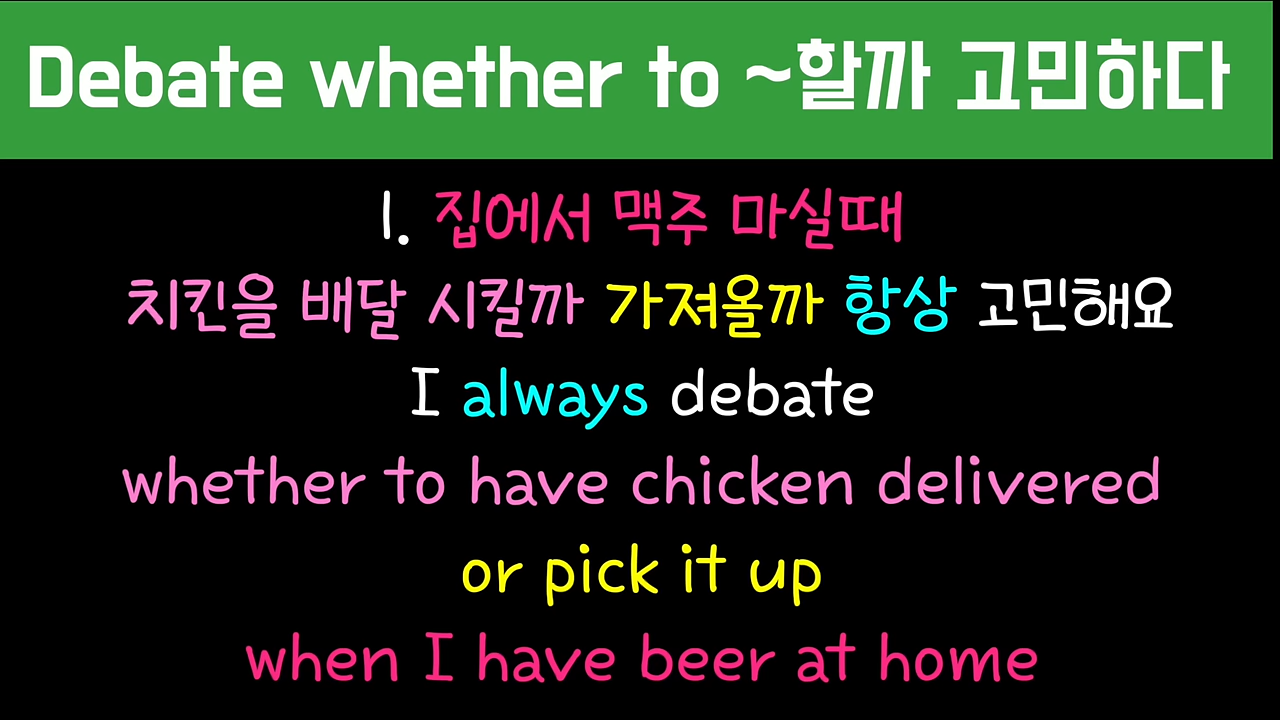 Debate whether to ~할까 고민하다
1. 집에서 맥주 마실때
치킨을 배달 시킬까 가져올까 항상 고민해요
I always debate
whether to have chicken delivered
or pick it up
when I have beer at home